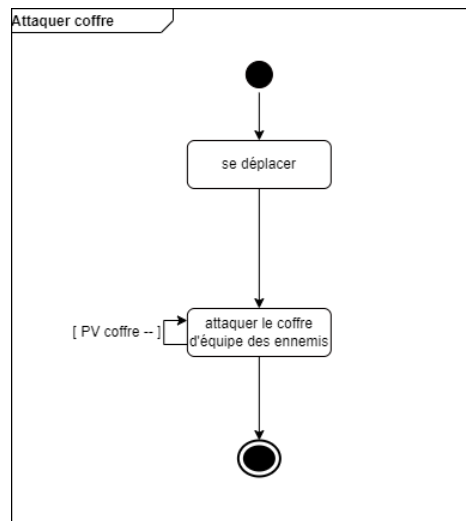 Attaquer coffre
se déplacer
[ PV coffre -- ]
attaquer le coffre
d'équipe des ennemis